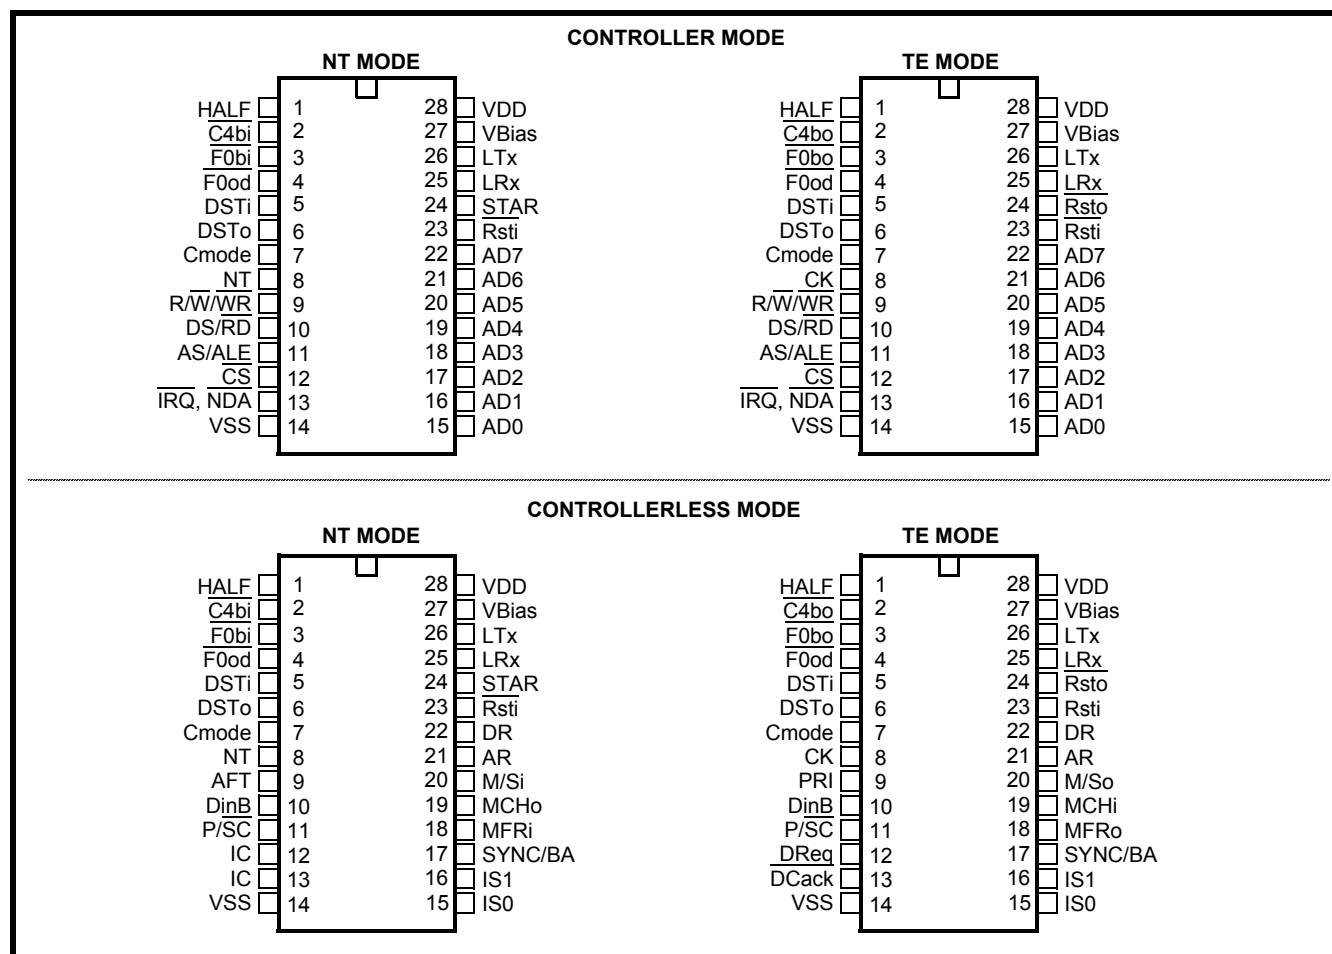 CONTROLLER MODE
NT MODE
HALF 1 28 VDD
C4bi 2 27 VBias
F0bi 3 26 LTx
F0od 4 25 LRx
DSTi 5 24 STAR
DSTo 6 23 Rsti
Cmode 7 22 AD7
NT 8 21 AD6
R/W/WR 9 20 AD5
DS/RD 10 19 AD4
AS/ALE 11 18 AD3
CS 12 17 AD2
IRQ, NDA 13 16 AD1
VSS 14 15 AD0
TE MODE
HALF 1 28 VDD
C4bo 2 27 VBias
F0bo 3 26 LTx
F0od 4 25 LRx
DSTi 5 24 Rsto
DSTo 6 23 Rsti
Cmode 7 22 AD7
CK 8 21 AD6
R/W/WR 9 20 AD5
DS/RD 10 19 AD4
AS/ALE 11 18 AD3
CS 12 17 AD2
IRQ, NDA 13 16 AD1
VSS 14 15 AD0
CONTROLLERLESS MODE
NT MODE
HALF 1 28 VDD
C4bi 2 27 VBias
F0bi 3 26 LTx
F0od 4 25 LRx
DSTi 5 24 STAR
DSTo 6 23 Rsti
Cmode 7 22 DR
NT 8 21 AR
AFT 9 20 M/Si
DinB 10 19 MCHo
P/SC 11 18 MFRi
IC 12 17 SYNC/BA
IC 13 16 IS1
VSS 14 15 IS0
TE MODE
HALF 1 28 VDD
C4bo 2 27 VBias
F0bo 3 26 LTx
F0od 4 25 LRx
DSTi 5 24 Rsto
DSTo 6 23 Rsti
Cmode 7 22 DR
CK 8 21 AR
PRI 9 20 M/So
DinB 10 19 MCHi
P/SC 11 18 MFRo
DReq 12 17 SYNC/BA
DCack 13 16 IS1
VSS 14 15 IS0